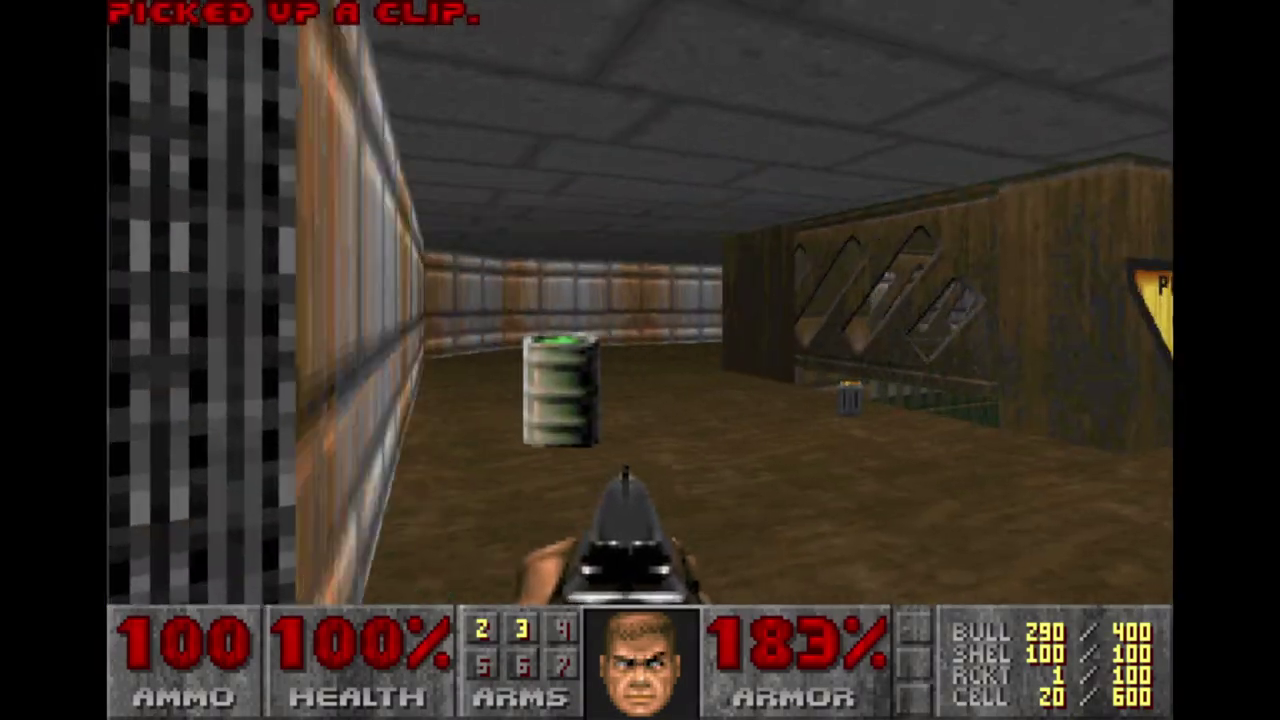 PICKED UP A CLIP.
P
100 100% 2 3 4 183% BULL 290 / 400
SHEL 100 / 100
5 6 7 RCKT 1 / 100
AMMO HEALTH ARMS ARMOR CELL 20 / 600